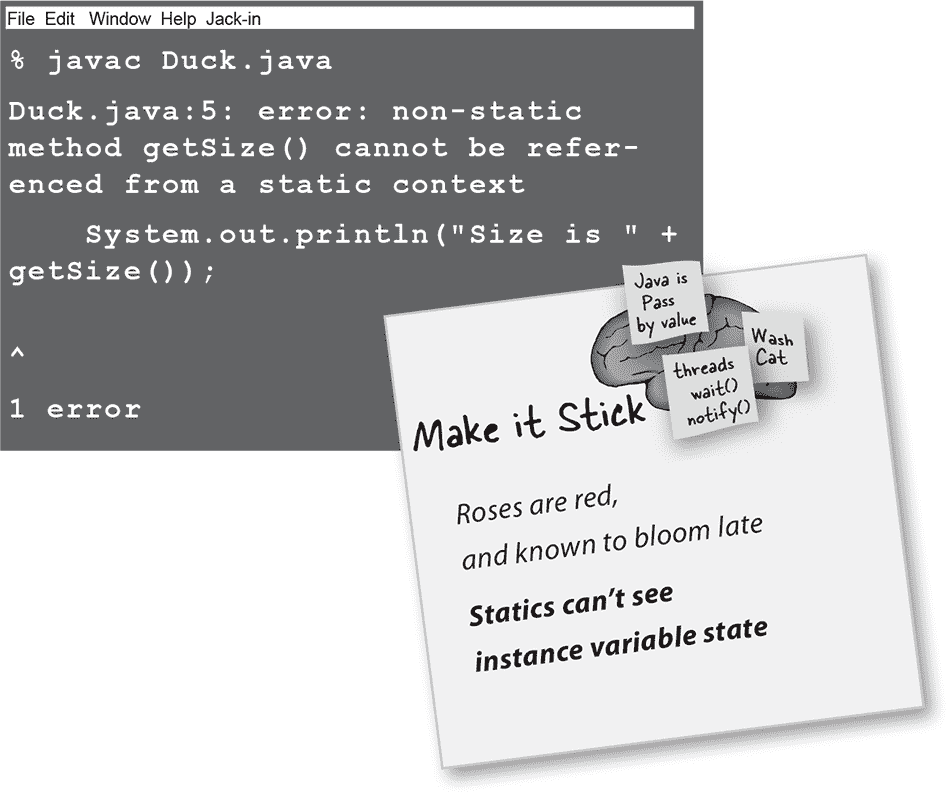 File Edit Window Help Jack-in
% javac Duck.java
Duck.java:5: error: non-static
method getSize() cannot be refer-
enced from a static context
System.out.println("Size is " +
getSize());
^
1 error
Java is
Pass
by value
Wash
Cat
threads
wait()
notify()
Make it Stick
Roses are red,
and known to bloom late
Statics can’t see
instance variable state